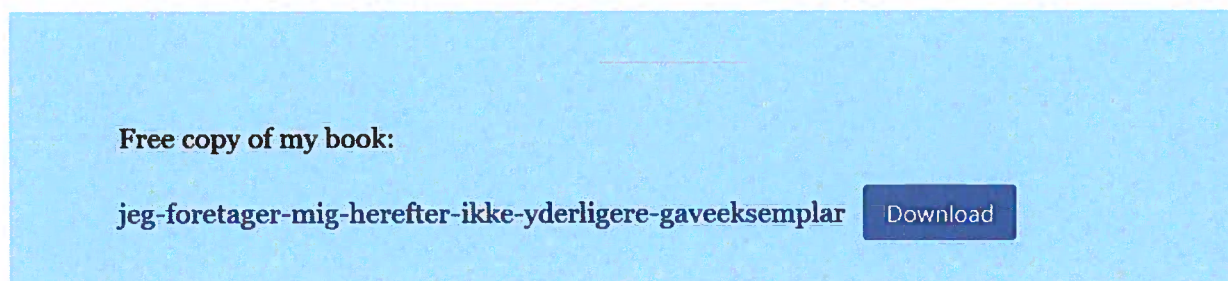 Free copy of my book:
jeg-foretager-mig-herefter-ikke-yderligere-gaveeksemplar Download